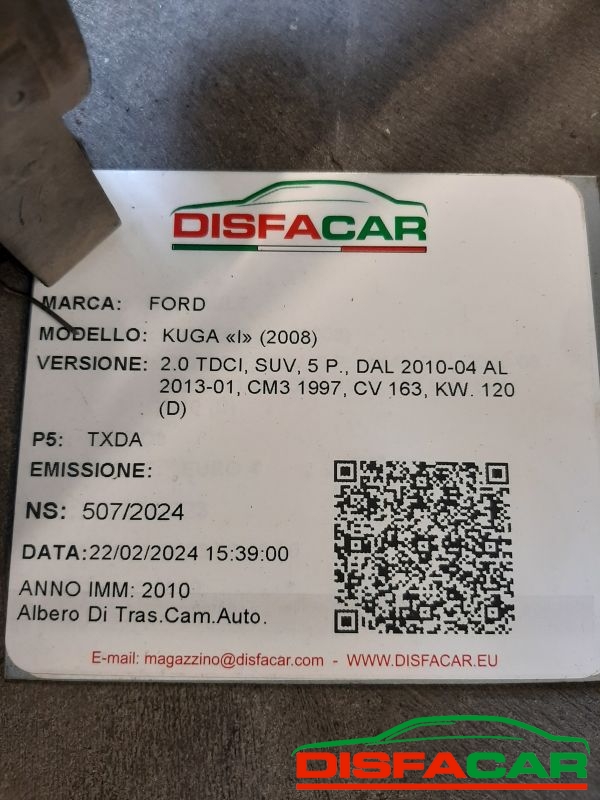 DISFACAR
MARCA: FORD
MODELLO: KUGA «I» (2008)
VERSIONE: 2.0 TDCI, SUV, 5 P., DAL 2010-04 AL
2013-01, CM3 1997, CV 163, KW. 120
(D)
P5: TXDA
EMISSIONE:
NS: 507/2024
DATA:22/02/2024 15:39:00
ANNO IMM: 2010
Albero Di Tras.Cam.Auto.
E-mail: magazzino@disfacar.com - WWW.DISFACAR.EU
DISFACAR